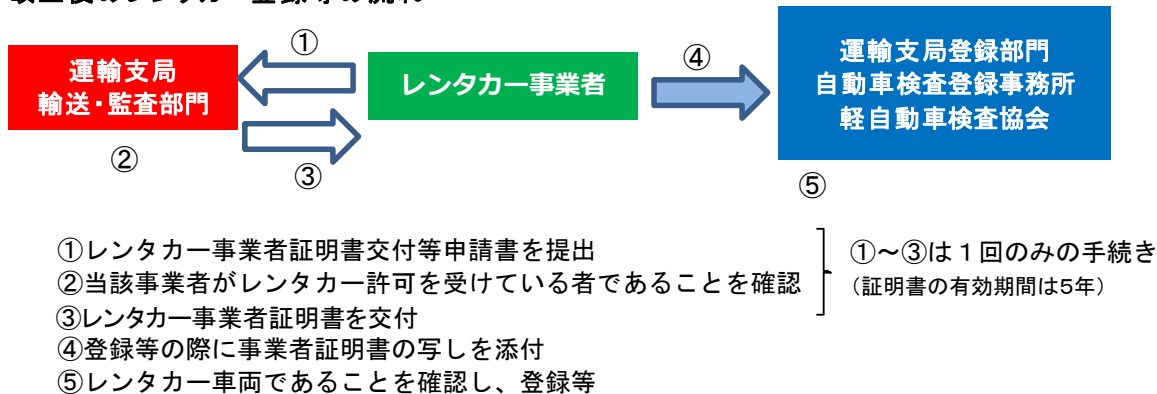 ①
④
運輸支局
輸送・監査部門
レンタカー事業者
運輸支局登録部門
自動車検査登録事務所
軽自動車検査協会
②
③
⑤
①レンタカー事業者証明書交付等申請書を提出
②当該事業者がレンタカー許可を受けている者であることを確認
③レンタカー事業者証明書を交付
④登録等の際に事業者証明書の写しを添付
⑤レンタカー車両であることを確認し、登録等
①～③は１回のみの手続き
（証明書の有効期間は5年）